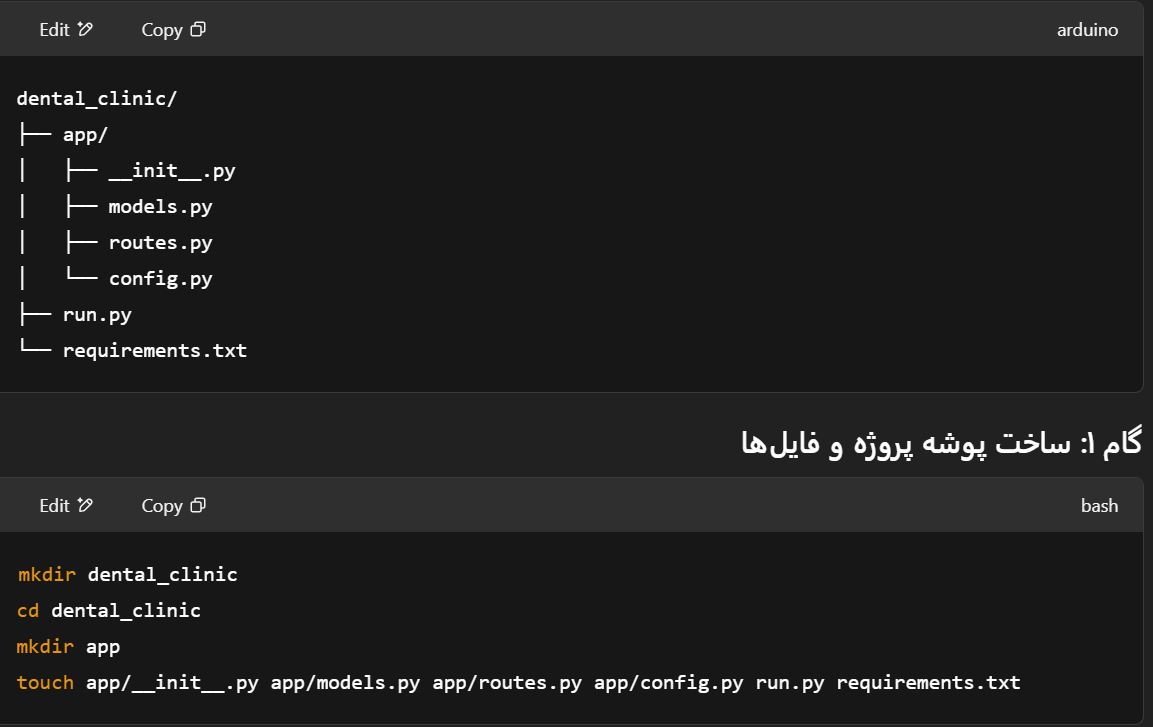 Edit Copy arduino
dental_clinic/
├── app/
│   ├── __init__.py
│   ├── models.py
│   ├── routes.py
│   └── config.py
├── run.py
└── requirements.txt
گام ۱: ساخت پوشه پروژه و فایل‌ها
Edit Copy bash
mkdir dental_clinic
cd dental_clinic
mkdir app
touch app/__init__.py app/models.py app/routes.py app/config.py run.py requirements.txt